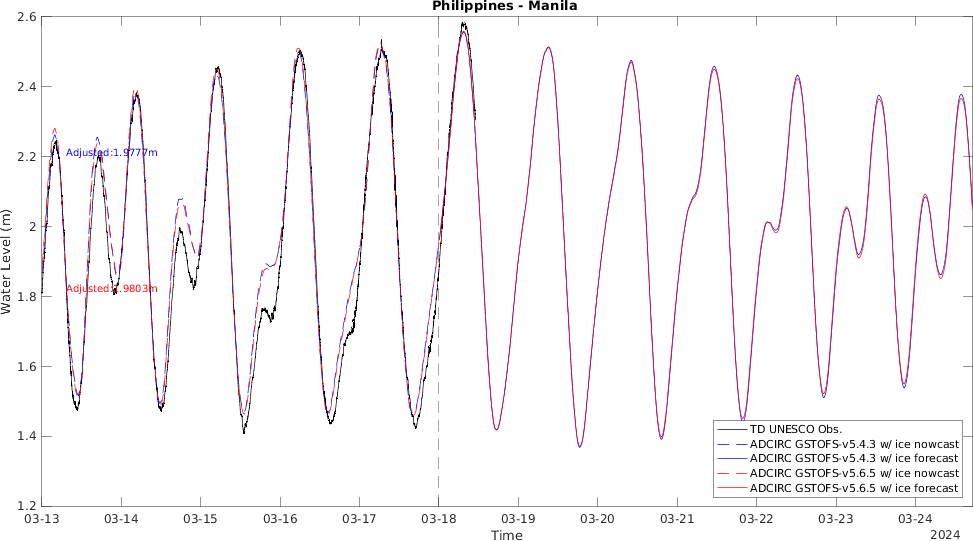 Philippines - Manila
2.6
2.4
2.2
2
1.8
1.6
1.4
1.2
Water Level (m)
Adjusted:1.9777m
Adjusted:1.9803m
TD UNESCO Obs.
ADCIRC GSTOFS-v5.4.3 w/ ice nowcast
ADCIRC GSTOFS-v5.4.3 w/ ice forecast
ADCIRC GSTOFS-v5.6.5 w/ ice nowcast
ADCIRC GSTOFS-v5.6.5 w/ ice forecast
03-13 03-14 03-15 03-16 03-17 03-18 03-19 03-20 03-21 03-22 03-23 03-24
Time
2024